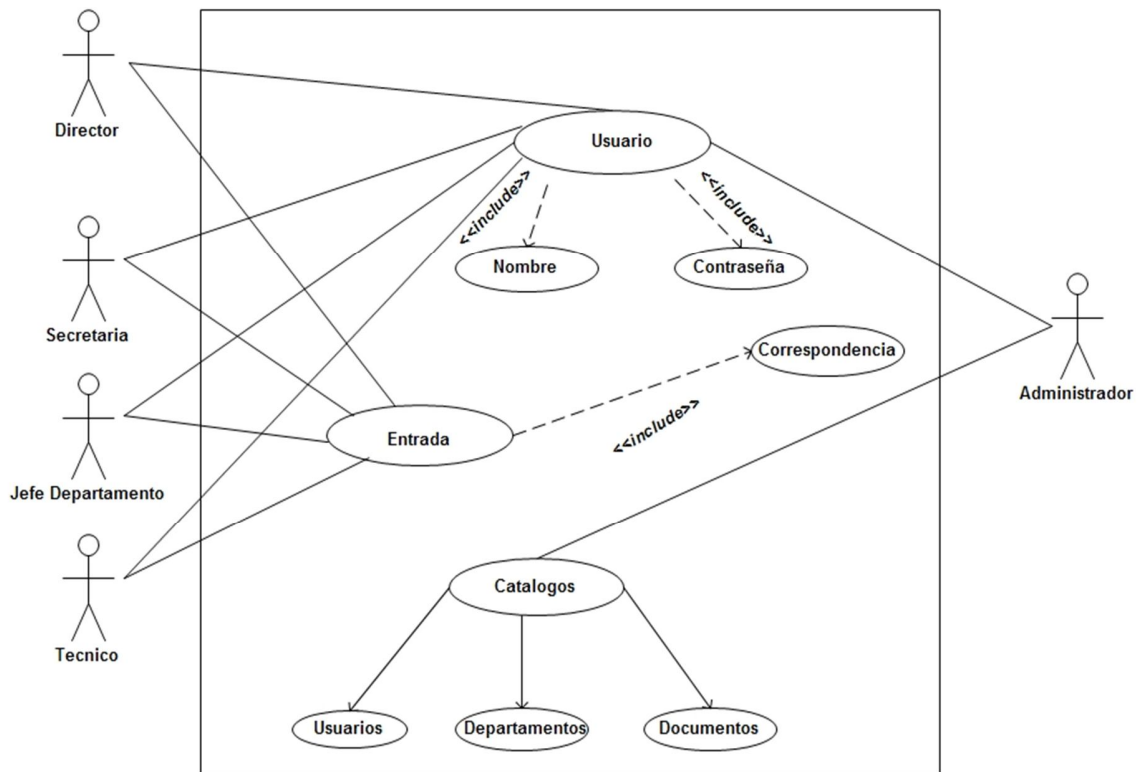 Director
Usuario
<<include>>
<<include>>
Nombre
Contraseña
Secretaria
Correspondencia
Administrador
Entrada
<<include>>
Jefe Departamento
Catalogos
Tecnico
Usuarios
Departamentos
Documentos